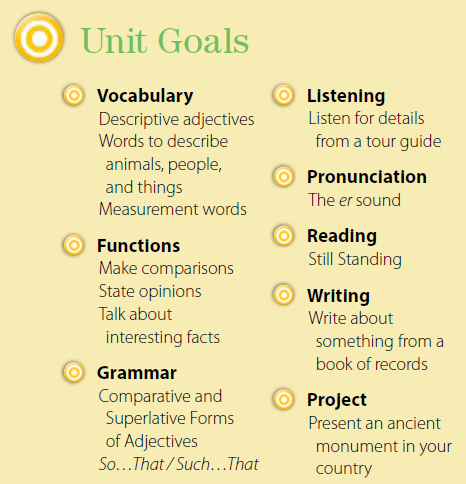 Unit Goals
Vocabulary
Descriptive adjectives
Words to describe
animals, people,
and things
Measurement words
Functions
Make comparisons
State opinions
Talk about
interesting facts
Grammar
Comparative and
Superlative Forms
of Adjectives
So…That / Such…That
Listening
Listen for details
from a tour guide
Pronunciation
The er sound
Reading
Still Standing
Writing
Write about
something from a
book of records
Project
Present an ancient
monument in your
country